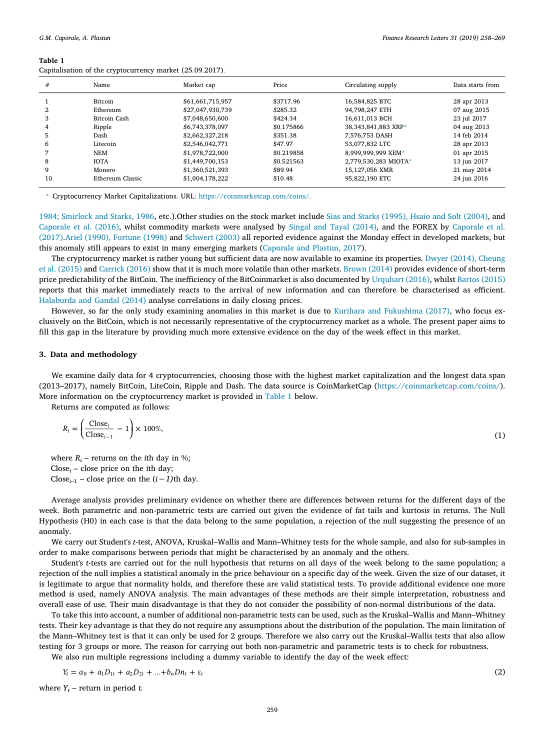 G.M. Caporale, A. Plastun
Finance Research Letters 31 (2019) 258–269
Table 1
Capitalisation of the cryptocurrency market (25.09.2017).
# Name Market cap Price Circulating supply Data starts from
1 Bitcoin $61,661,715,957 $3717.96 16,584,825 BTC 28 apr 2013
2 Ethereum $27,047,930,739 $285.32 94,798,247 ETH 07 aug 2015
3 Bitcoin Cash $7,048,650,600 $424.34 16,611,013 BCH 23 jul 2017
4 Ripple $6,743,378,097 $0.175866 38,343,841,883 XRP* 04 aug 2013
5 Dash $2,662,327,218 $351.38 7,576,753 DASH 14 feb 2014
6 Litecoin $2,546,042,771 $47.97 53,077,832 LTC 28 apr 2013
7 NEM $1,978,722,000 $0.219858 8,999,999,999 XEM* 01 apr 2015
8 IOTA $1,449,700,153 $0.521563 2,779,530,283 MIOTA* 13 jun 2017
9 Monero $1,360,521,393 $89.94 15,127,056 XMR 21 may 2014
10 Ethereum Classic $1,004,178,222 $10.48 95,822,190 ETC 24 jun 2016
* Cryptocurrency Market Capitalizations. URL: https://coinmarketcap.com/coins/.
1984; Smirlock and Starks, 1986, etc.).Other studies on the stock market include Sias and Starks (1995), Hsaio and Solt (2004), and
Caporale et al. (2016), whilst commodity markets were analysed by Singal and Tayal (2014), and the FOREX by Caporale et al.
(2017).Ariel (1990), Fortune (1998) and Schwert (2003) all reported evidence against the Monday effect in developed markets, but
this anomaly still appears to exist in many emerging markets (Caporale and Plastun, 2017).
The cryptocurrency market is rather young but sufficient data are now available to examine its properties. Dwyer (2014), Cheung
et al. (2015) and Carrick (2016) show that it is much more volatile than other markets. Brown (2014) provides evidence of short-term
price predictability of the BitCoin. The inefficiency of the BitCoinmarket is also documented by Urquhart (2016), whilst Bartos (2015)
reports that this market immediately reacts to the arrival of new information and can therefore be characterised as efficient.
Halaburda and Gandal (2014) analyse correlations in daily closing prices.
However, so far the only study examining anomalies in this market is due to Kurihara and Fukushima (2017), who focus ex-
clusively on the BitCoin, which is not necessarily representative of the cryptocurrency market as a whole. The present paper aims to
fill this gap in the literature by providing much more extensive evidence on the day of the week effect in this market.
3. Data and methodology
We examine daily data for 4 cryptocurrencies, choosing those with the highest market capitalization and the longest data span
(2013–2017), namely BitCoin, LiteCoin, Ripple and Dash. The data source is CoinMarketCap (https://coinmarketcap.com/coins/).
More information on the cryptocurrency market is provided in Table 1 below.
Returns are computed as follows:
Ri = (Closei / Closei−1 − 1) × 100%, (1)
where Ri – returns on the ith day in %;
Closei – close price on the ith day;
Closei−1 – close price on the (i−1)th day.
Average analysis provides preliminary evidence on whether there are differences between returns for the different days of the
week. Both parametric and non-parametric tests are carried out given the evidence of fat tails and kurtosis in returns. The Null
Hypothesis (H0) in each case is that the data belong to the same population, a rejection of the null suggesting the presence of an
anomaly.
We carry out Student's t-test, ANOVA, Kruskal–Wallis and Mann–Whitney tests for the whole sample, and also for sub-samples in
order to make comparisons between periods that might be characterised by an anomaly and the others.
Student's t-tests are carried out for the null hypothesis that returns on all days of the week belong to the same population; a
rejection of the null implies a statistical anomaly in the price behaviour on a specific day of the week. Given the size of our dataset, it
is legitimate to argue that normality holds, and therefore these are valid statistical tests. To provide additional evidence one more
method is used, namely ANOVA analysis. The main advantages of these methods are their simple interpretation, robustness and
overall ease of use. Their main disadvantage is that they do not consider the possibility of non-normal distributions of the data.
To take this into account, a number of additional non-parametric tests can be used, such as the Kruskal–Wallis and Mann–Whitney
tests. Their key advantage is that they do not require any assumptions about the distribution of the population. The main limitation of
the Mann–Whitney test is that it can only be used for 2 groups. Therefore we also carry out the Kruskal–Wallis tests that also allow
testing for 3 groups or more. The reason for carrying out both non-parametric and parametric tests is to check for robustness.
We also run multiple regressions including a dummy variable to identify the day of the week effect:
Yt = a0 + a1D1t + a2D2t + ...+bnDnt + εt (2)
where Yt – return in period t.
259